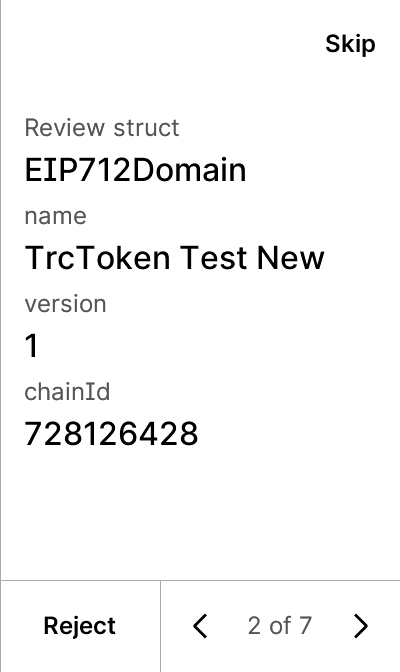 Skip
Review struct
EIP712Domain
name
TrcToken Test New
version
1
chainId
728126428
Reject
2 of 7